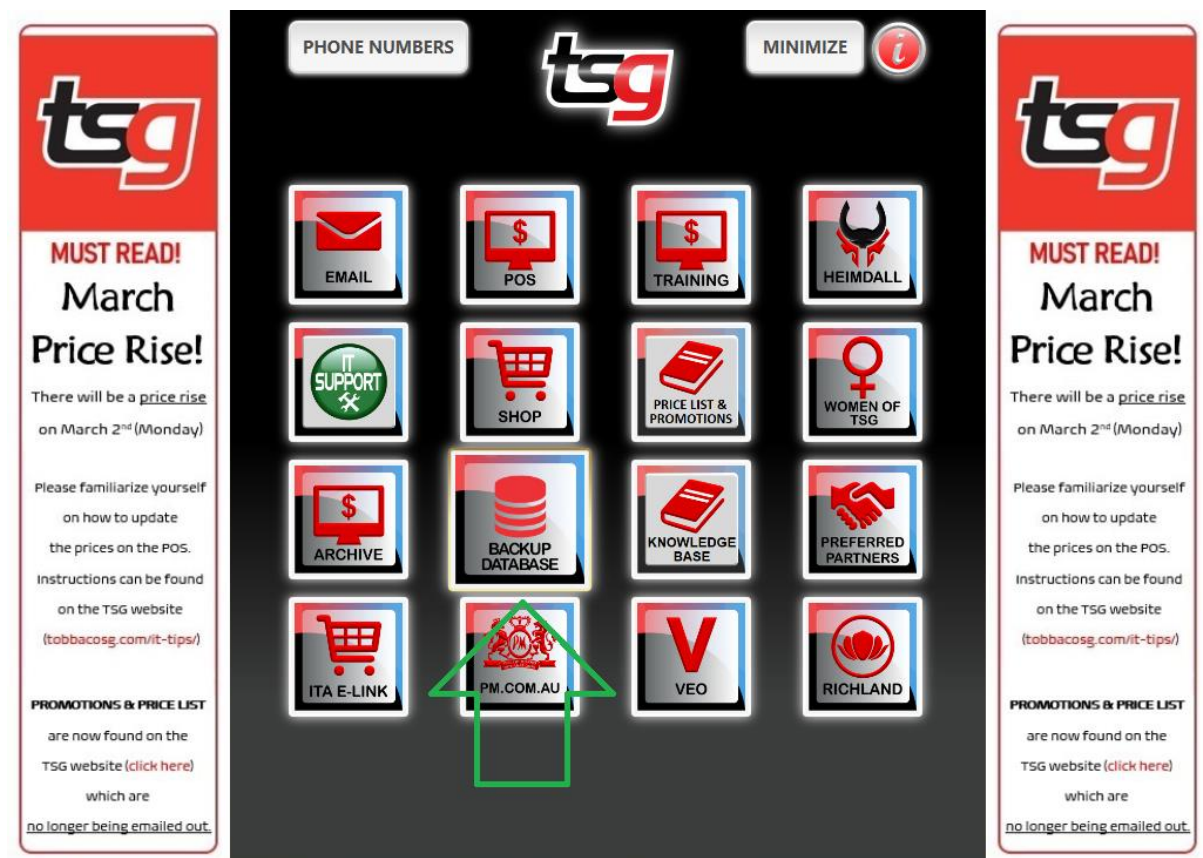 tsg
MUST READ!
March
Price Rise!
There will be a price rise
on March 2nd (Monday)
Please familiarize yourself
on how to update
the prices on the POS.
Instructions can be found
on the TSG website
(tobbacosg.com/it-tips/)
PROMOTIONS & PRICE LIST
are now found on the
TSG website (click here)
which are
no longer being emailed out.
PHONE NUMBERS
tsg
MINIMIZE
i
EMAIL
$
POS
$
TRAINING
HEIMDALL
IT
SUPPORT
SHOP
PRICE LIST &
PROMOTIONS
WOMEN OF
TSG
$
ARCHIVE
BACKUP
DATABASE
KNOWLEDGE
BASE
PREFERRED
PARTNERS
ITA E-LINK
PM
PM.COM.AU
V
VEO
RICHLAND
tsg
MUST READ!
March
Price Rise!
There will be a price rise
on March 2nd (Monday)
Please familiarize yourself
on how to update
the prices on the POS.
Instructions can be found
on the TSG website
(tobbacosg.com/it-tips/)
PROMOTIONS & PRICE LIST
are now found on the
TSG website (click here)
which are
no longer being emailed out.